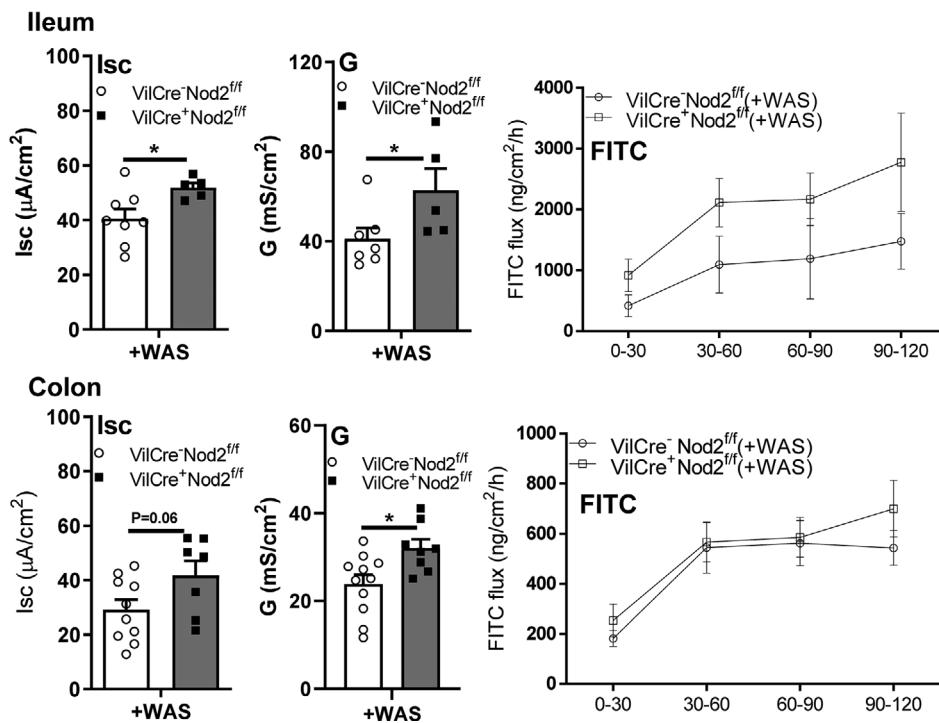 Ileum
Isc
VilCre⁻Nod2f/f
VilCre⁺Nod2f/f
*
Isc (µA/cm²)
100
80
60
40
20
0
+WAS
G
VilCre⁻Nod2f/f
VilCre⁺Nod2f/f
*
G (mS/cm²)
120
80
40
0
+WAS
VilCre⁻Nod2f/f(+WAS)
VilCre⁺Nod2f/f(+WAS)
FITC
FITC flux (ng/cm²/h)
4000
3000
2000
1000
0
0-30
30-60
60-90
90-120
Colon
Isc
VilCre⁻Nod2f/f
VilCre⁺Nod2f/f
P=0.06
Isc (µA/cm²)
100
80
60
40
20
0
+WAS
G
VilCre⁻Nod2f/f
VilCre⁺Nod2f/f
*
G (mS/cm²)
60
40
20
0
+WAS
VilCre⁻ Nod2f/f(+WAS)
VilCre⁺ Nod2f/f(+WAS)
FITC
FITC flux (ng/cm²/h)
1000
800
600
400
200
0
0-30
30-60
60-90
90-120